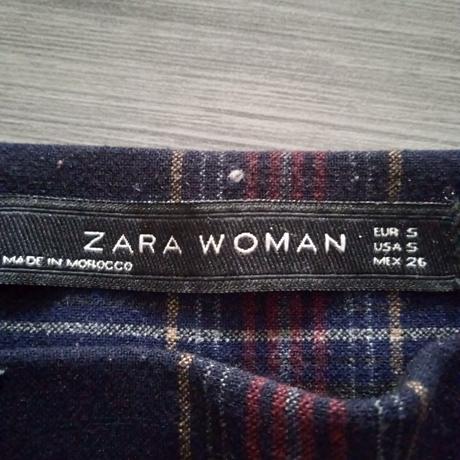 ZARA WOMAN
MADE IN MOROCCO
EUR S
USA S
MEX 26